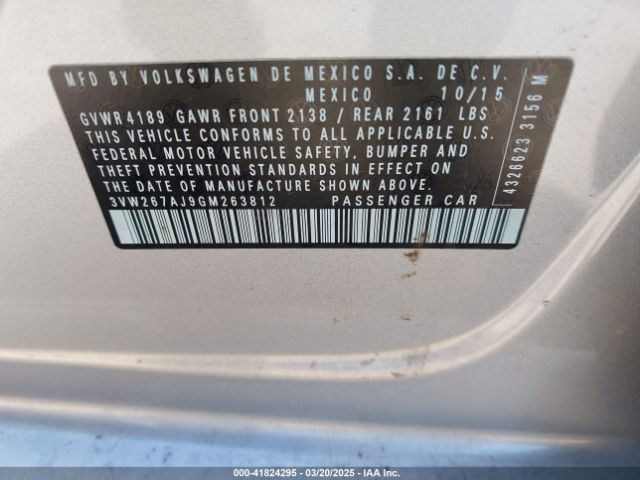 MFD BY VOLKSWAGEN DE MEXICO S.A. DE C.V.
MEXICO 10/15
GVWR 4189 GAWR FRONT 2138 / REAR 2161 LBS
THIS VEHICLE CONFORMS TO ALL APPLICABLE U.S.
FEDERAL MOTOR VEHICLE SAFETY, BUMPER AND
THEFT PREVENTION STANDARDS IN EFFECT ON
THE DATE OF MANUFACTURE SHOWN ABOVE.
3VW267AJ9GM263812 PASSENGER CAR
4326623 3156 M
000-41824295 - 03/20/2025 - IAA Inc.